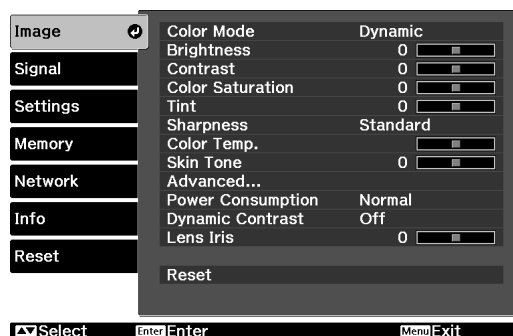 Image
Signal
Settings
Memory
Network
Info
Reset
Color Mode Dynamic
Brightness 0
Contrast 0
Color Saturation 0
Tint 0
Sharpness Standard
Color Temp.
Skin Tone 0
Advanced...
Power Consumption Normal
Dynamic Contrast Off
Lens Iris 0
Reset
Select Enter Enter Menu Exit